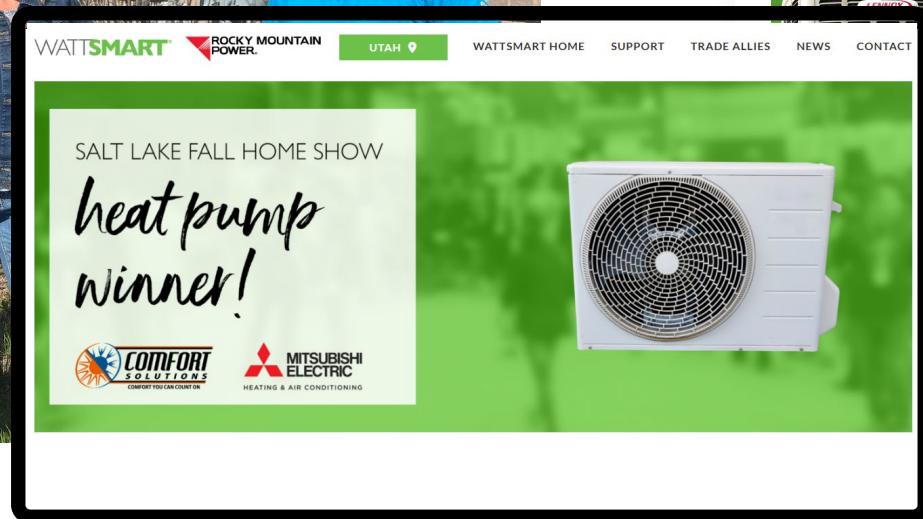 LENNOX
WATTSMART
ROCKY MOUNTAIN
POWER.
UTAH
WATTSMART HOME
SUPPORT
TRADE ALLIES
NEWS
CONTACT
SALT LAKE FALL HOME SHOW
heat pump
winner!
COMFORT
SOLUTIONS
COMFORT YOU CAN COUNT ON
MITSUBISHI
ELECTRIC
HEATING & AIR CONDITIONING